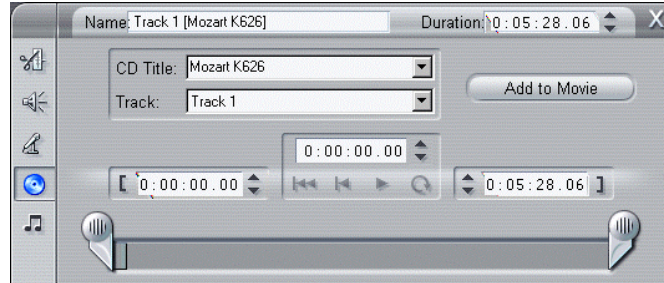 Name: Track 1 [Mozart K626] Duration: 0:05:28.06 X
CD Title: Mozart K626
Add to Movie
Track: Track 1
0:00:00.00
[ 0:00:00.00 0:05:28.06 ]